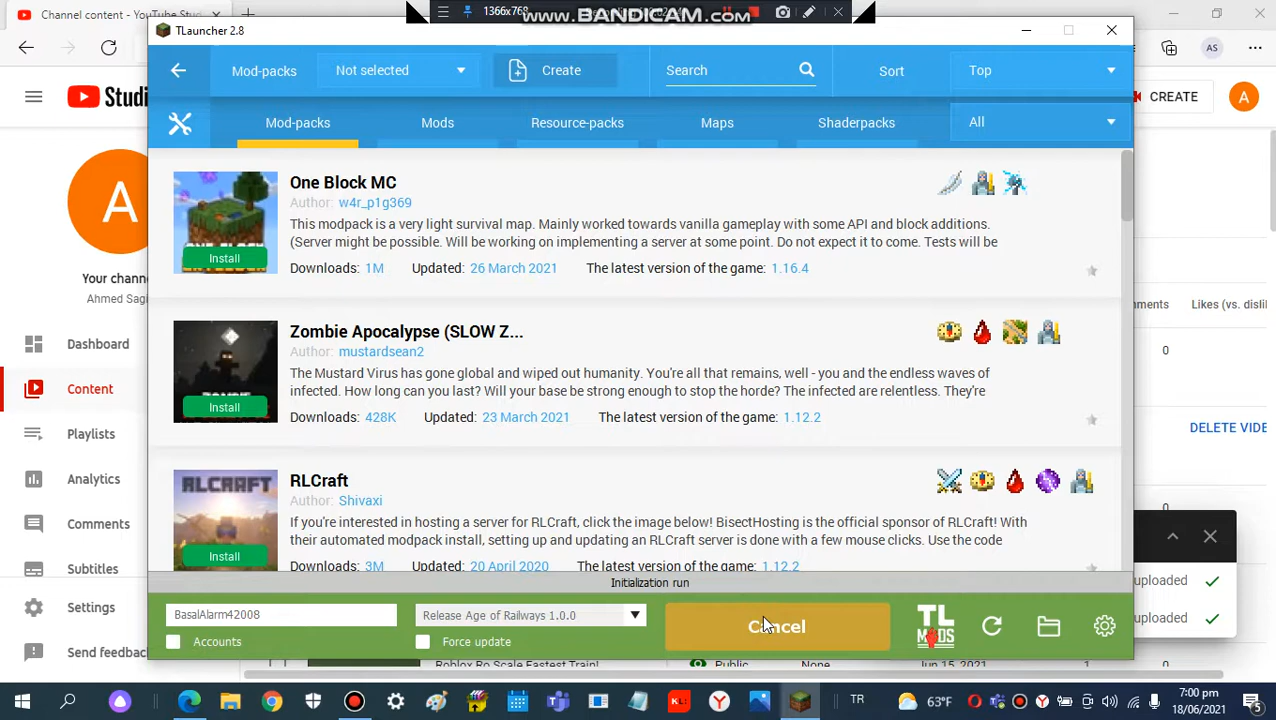 Content - YouTube Studi
1366x768
www.BANDICAM.com
TLauncher 2.8
AS
Studi
CREATE
A
A
Mod-packs
Not selected
Create
Search
Sort
Top
Mod-packs
Mods
Resource-packs
Maps
Shaderpacks
All
One Block MC
Author: w4r_p1g369
This modpack is a very light survival map. Mainly worked towards vanilla gameplay with some API and block additions.
(Server might be possible. Will be working on implementing a server at some point. Do not expect it to come. Tests will be
Install
Downloads: 1M Updated: 26 March 2021 The latest version of the game: 1.16.4
Your chann
Ahmed Saga
mments Likes (vs. disli
Zombie Apocalypse (SLOW Z...
Author: mustardsean2
The Mustard Virus has gone global and wiped out humanity. You're all that remains, well - you and the endless waves of
infected. How long can you last? Will your base be strong enough to stop the horde? The infected are relentless. They're
Install
Downloads: 428K Updated: 23 March 2021 The latest version of the game: 1.12.2
Dashboard
0
Content
Playlists
DELETE VIDE
RLCRAFT
RLCraft
Author: Shivaxi
If you're interested in hosting a server for RLCraft, click the image below! BisectHosting is the official sponsor of RLCraft! With
their automated modpack install, setting up and updating an RLCraft server is done with a few mouse clicks. Use the code
Install
Downloads: 3M Updated: 20 April 2020 The latest version of the game: 1.12.2
Analytics
Comments
Subtitles
Settings
Send feedbac
uploaded
uploaded
Initialization run
BasalAlarm42008
Release Age of Railways 1.0.0
Cancel
TL
MODS
Accounts
Force update
Roblox Ro Scale Fastest Train!
Public
None
Jun 15, 2021
1
0
TR
63°F
7:00 pm
18/06/2021
5